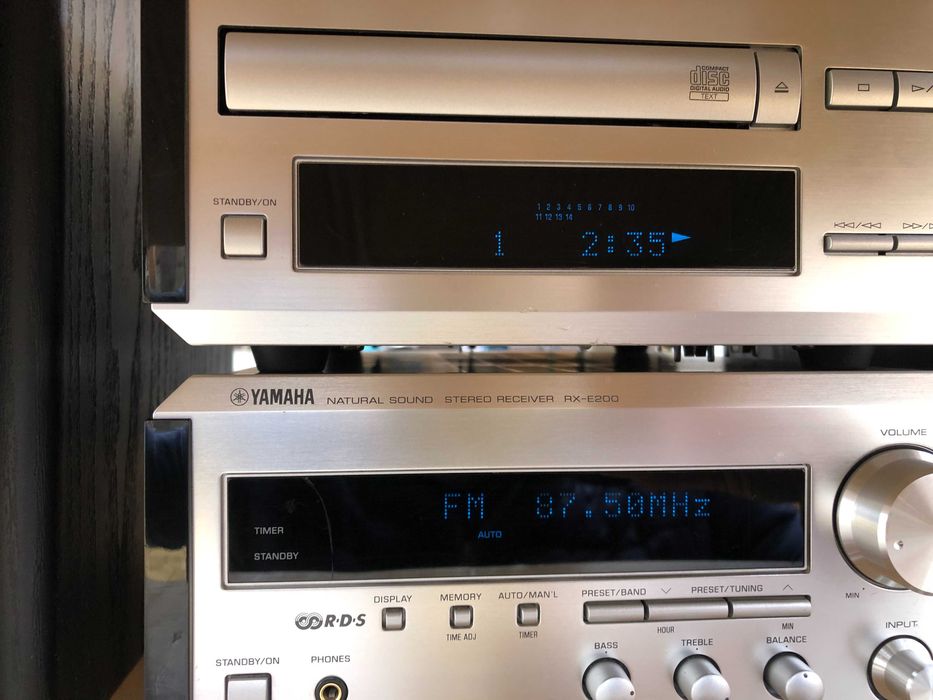 COMPACT
disc
DIGITAL AUDIO
TEXT
STANDBY/ON
1 2 3 4 5 6 7 8 9 10
11 12 13 14
1 2:35
YAMAHA NATURAL SOUND STEREO RECEIVER RX-E200
VOLUME
FM 87.50MHz
AUTO
TIMER
STANDBY
MIN
DISPLAY MEMORY AUTO/MAN'L PRESET/BAND PRESET/TUNING
R·D·S
TIME ADJ TIMER HOUR MIN
BASS TREBLE BALANCE INPUT
STANDBY/ON PHONES